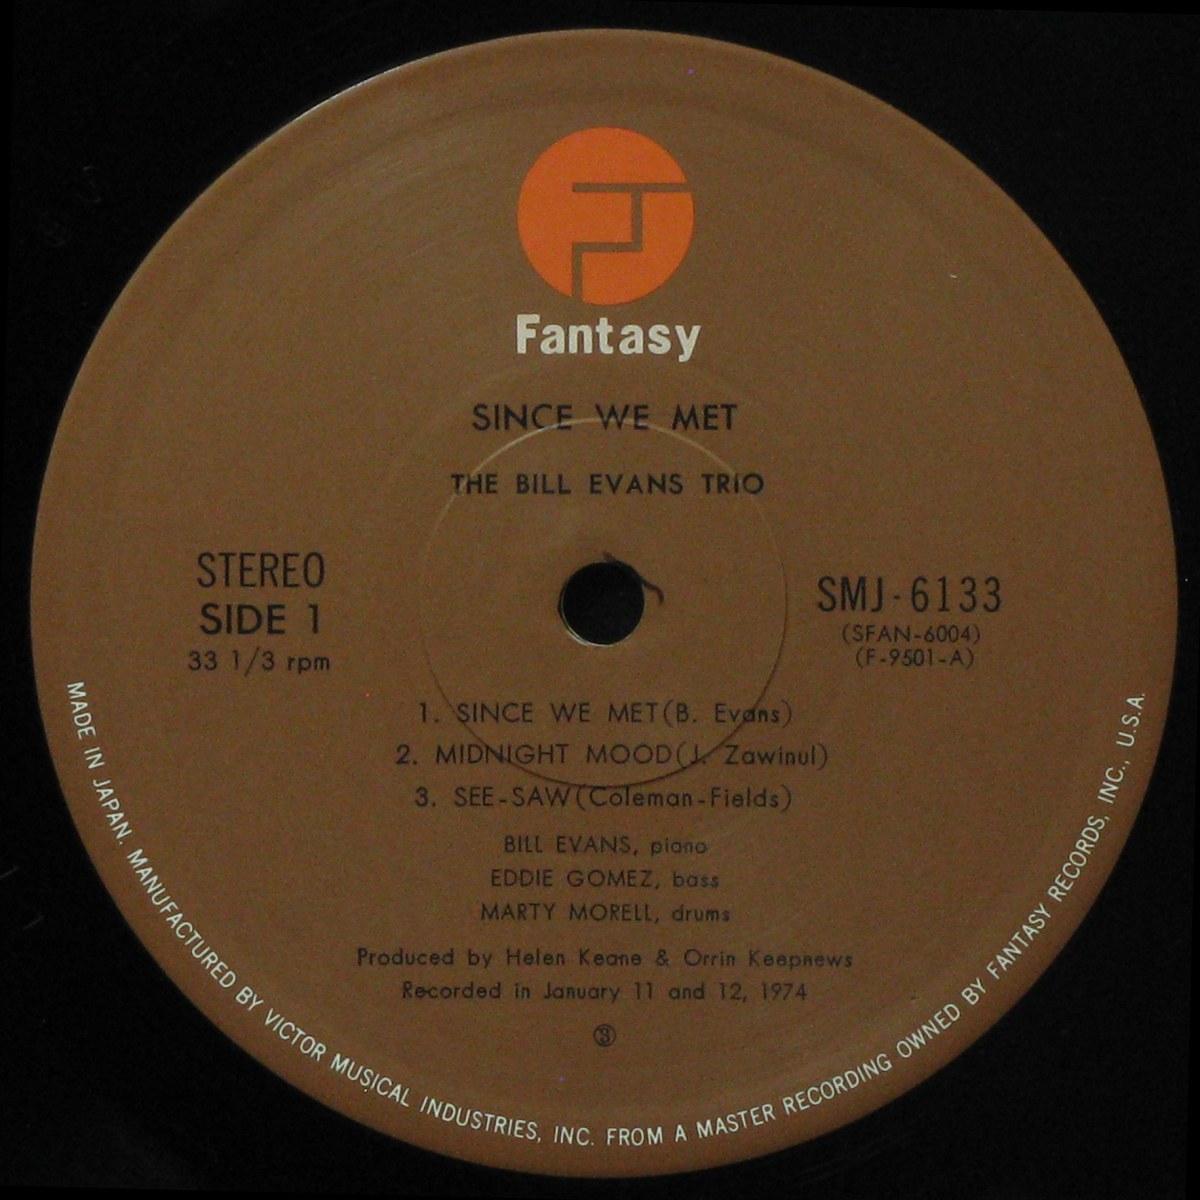 Fantasy
SINCE WE MET
THE BILL EVANS TRIO
STEREO
SIDE 1
33 1/3 rpm
SMJ-6133
(SFAN-6004)
(F-9501-A)
1. SINCE WE MET(B. Evans)
2. MIDNIGHT MOOD(J. Zawinul)
3. SEE-SAW(Coleman-Fields)
BILL EVANS, piano
EDDIE GOMEZ, bass
MARTY MORELL, drums
Produced by Helen Keane & Orrin Keepnews
Recorded in January 11 and 12, 1974
③
MADE IN JAPAN. MANUFACTURED BY VICTOR MUSICAL INDUSTRIES, INC. FROM A MASTER RECORDING OWNED BY FANTASY RECORDS, INC., U.S.A.